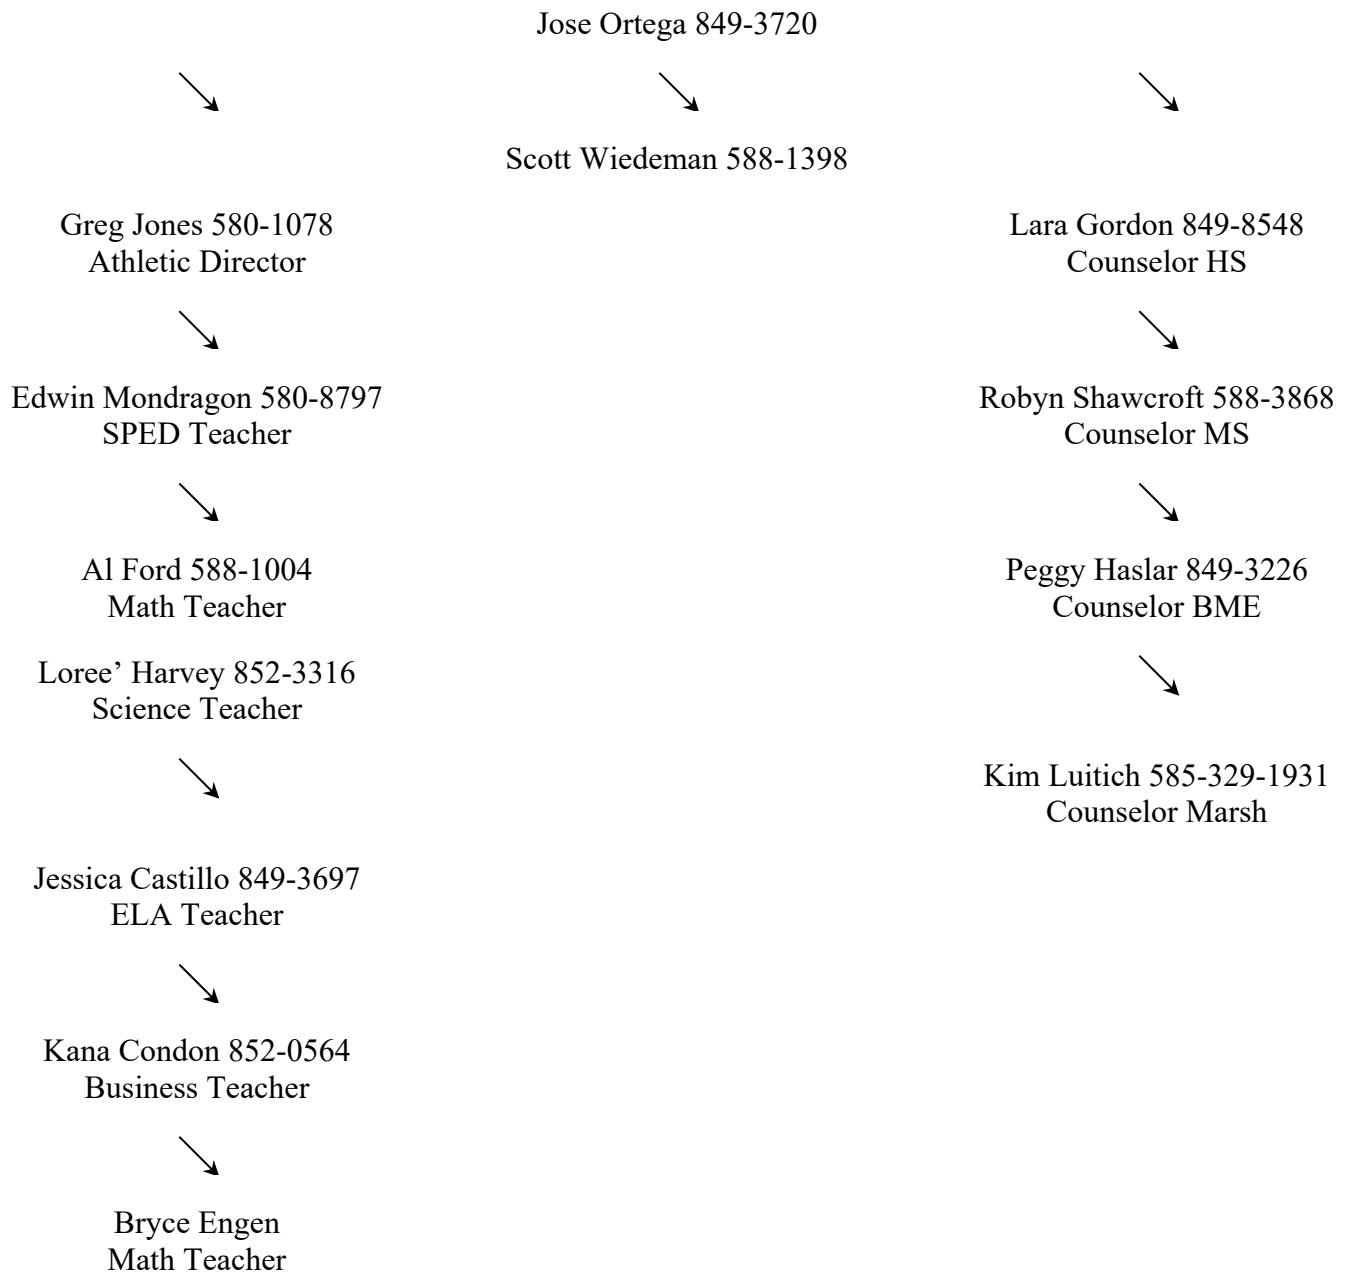 Jose Ortega 849-3720
Scott Wiedeman 588-1398
Greg Jones 580-1078
Athletic Director
Lara Gordon 849-8548
Counselor HS
Edwin Mondragon 580-8797
SPED Teacher
Robyn Shawcroft 588-3868
Counselor MS
Al Ford 588-1004
Math Teacher
Peggy Haslar 849-3226
Counselor BME
Loree’ Harvey 852-3316
Science Teacher
Kim Luitich 585-329-1931
Counselor Marsh
Jessica Castillo 849-3697
ELA Teacher
Kana Condon 852-0564
Business Teacher
Bryce Engen
Math Teacher